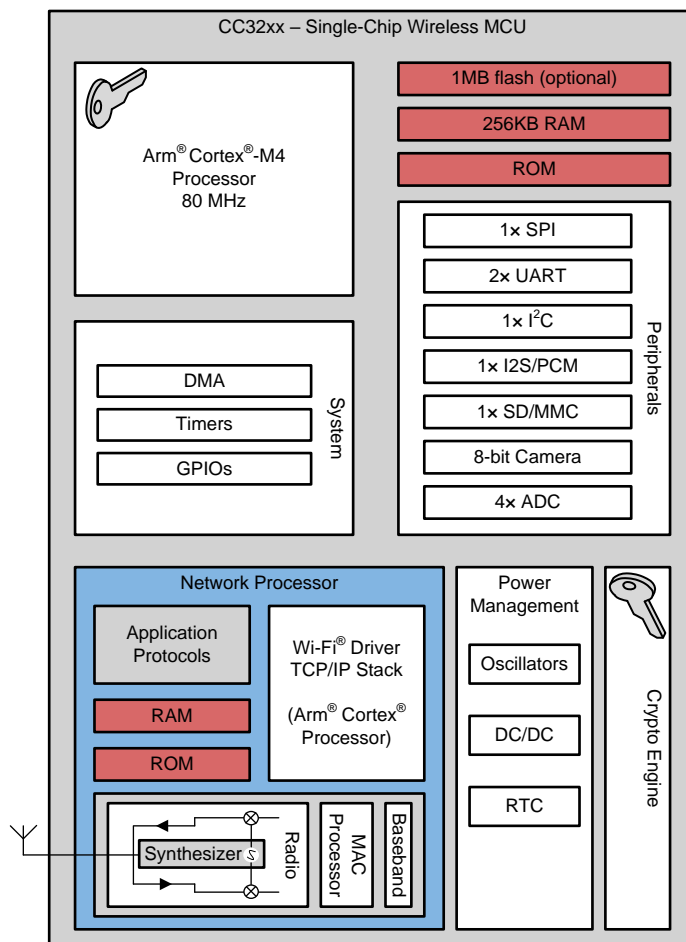 CC32xx – Single-Chip Wireless MCU
Arm® Cortex®-M4
Processor
80 MHz
1MB flash (optional)
256KB RAM
ROM
1× SPI
2× UART
1× I²C
1× I2S/PCM
1× SD/MMC
8-bit Camera
4× ADC
Peripherals
DMA
Timers
GPIOs
System
Network Processor
Application
Protocols
RAM
ROM
Wi-Fi® Driver
TCP/IP Stack
(Arm® Cortex®
Processor)
Synthesizer
Radio
MAC
Processor
Baseband
Power
Management
Oscillators
DC/DC
RTC
Crypto Engine